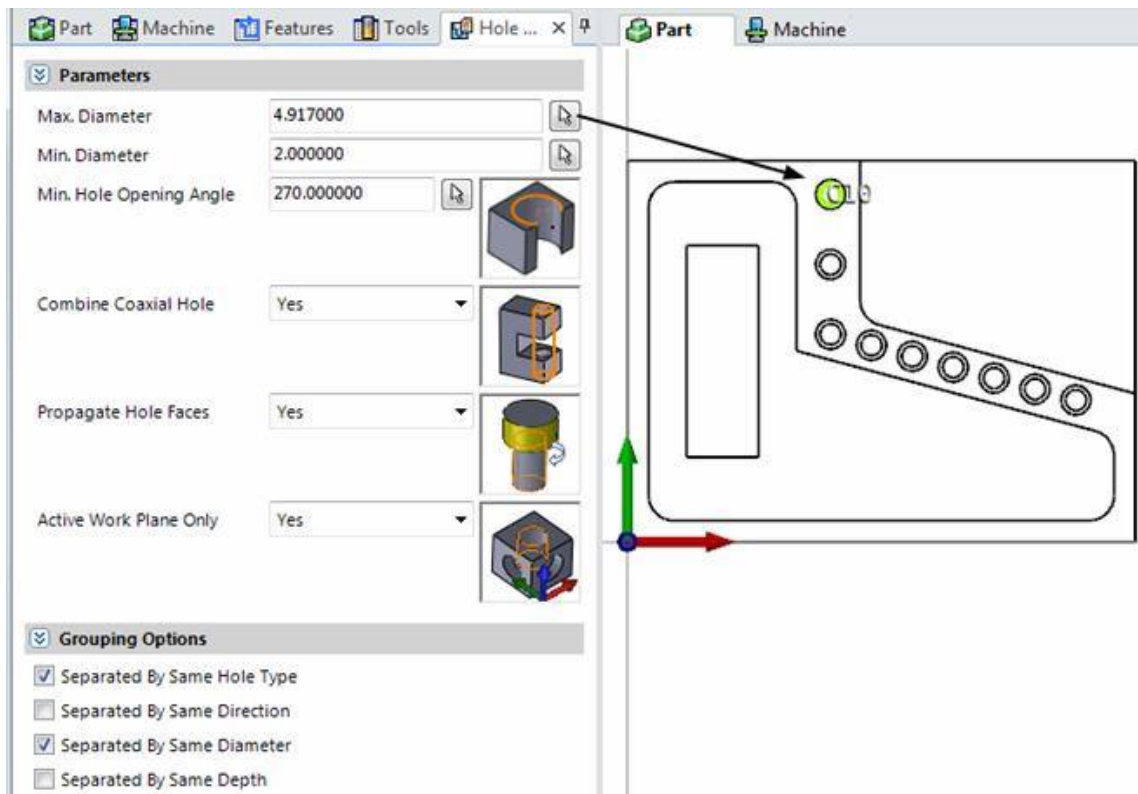 Part Machine Features Tools Hole ... Part Machine
Parameters
Max. Diameter 4.917000
Min. Diameter 2.000000
Min. Hole Opening Angle 270.000000
Combine Coaxial Hole Yes
Propagate Hole Faces Yes
Active Work Plane Only Yes
Grouping Options
Separated By Same Hole Type
Separated By Same Direction
Separated By Same Diameter
Separated By Same Depth